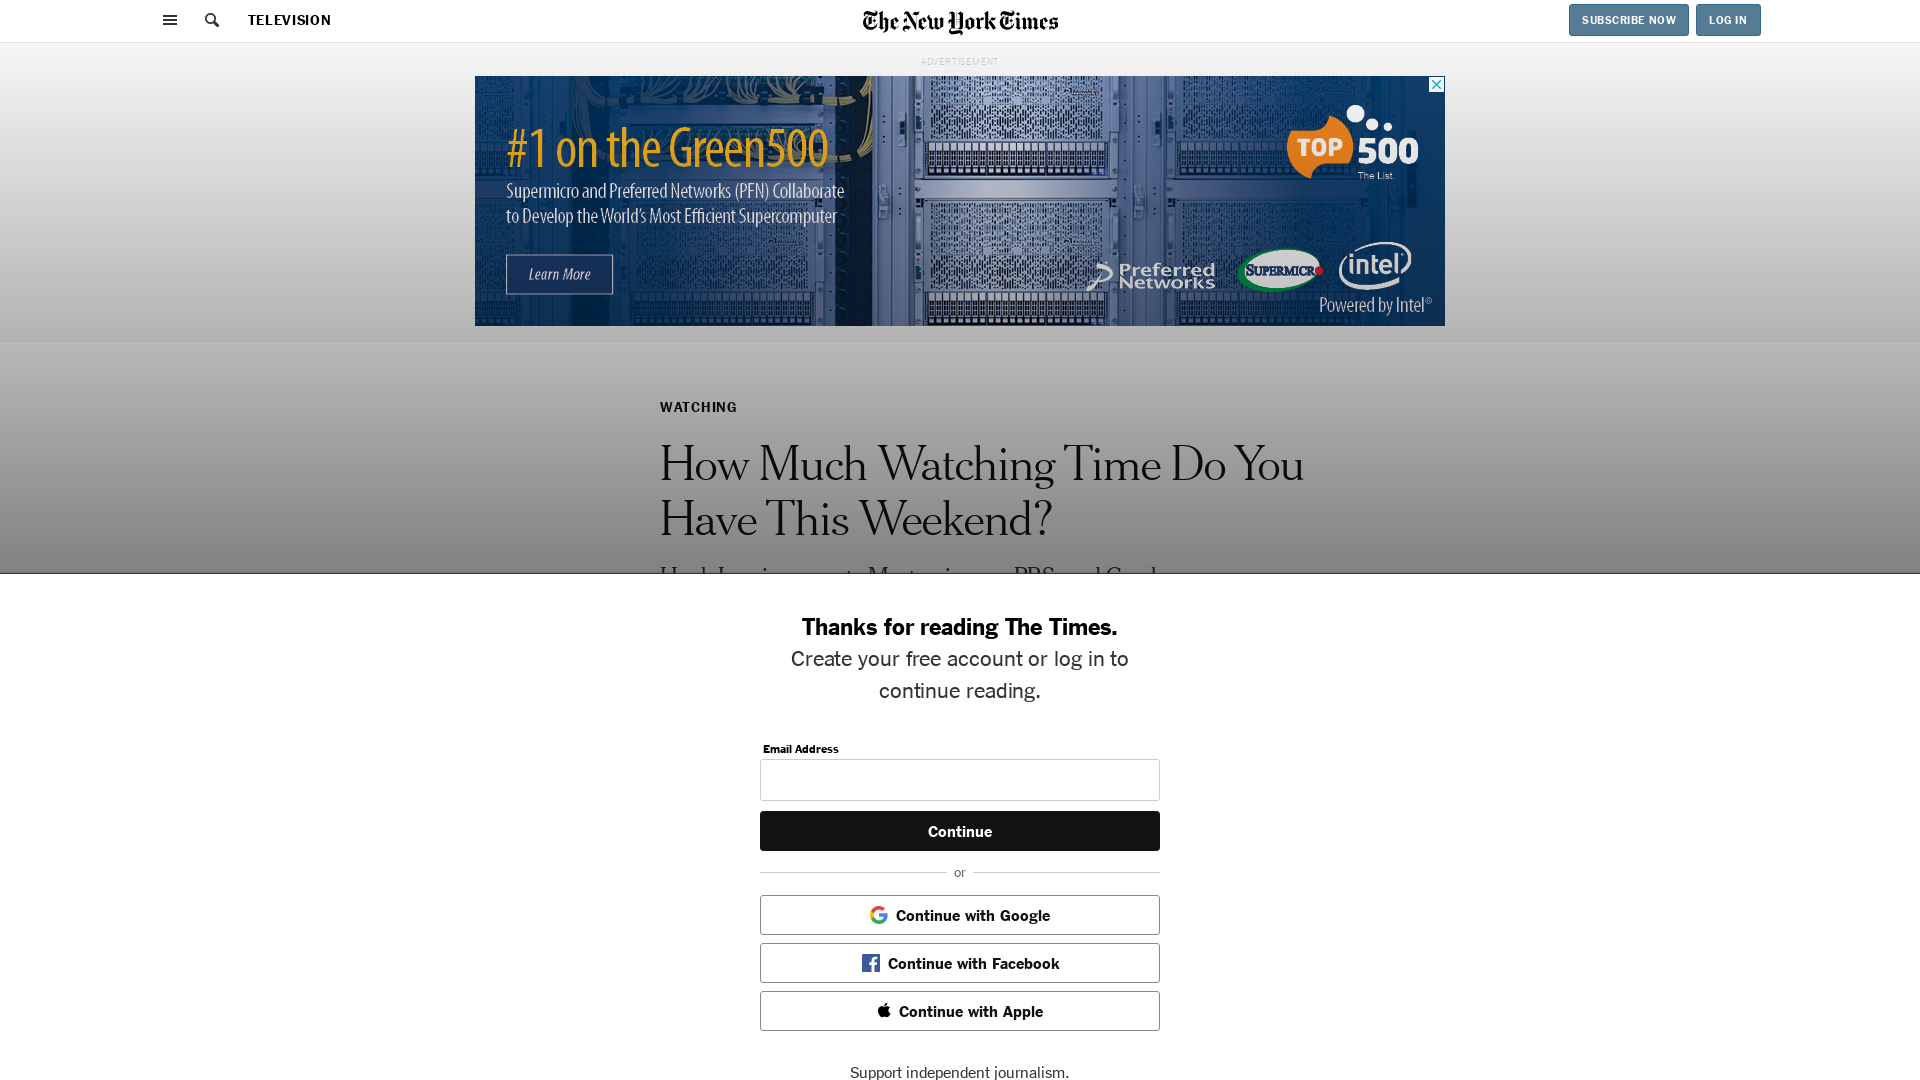 TELEVISION
The New York Times
SUBSCRIBE NOW
LOG IN
ADVERTISEMENT
#1 on the Green500
Supermicro and Preferred Networks (PFN) Collaborate
to Develop the World's Most Efficient Supercomputer
Learn More
TOP 500
The List.
Preferred
Networks
SUPERMICR
intel
Powered by Intel®
WATCHING
How Much Watching Time Do You
Have This Weekend?
Thanks for reading The Times.
Create your free account or log in to
continue reading.
Email Address
Continue
or
Continue with Google
Continue with Facebook
Continue with Apple
Support independent journalism.